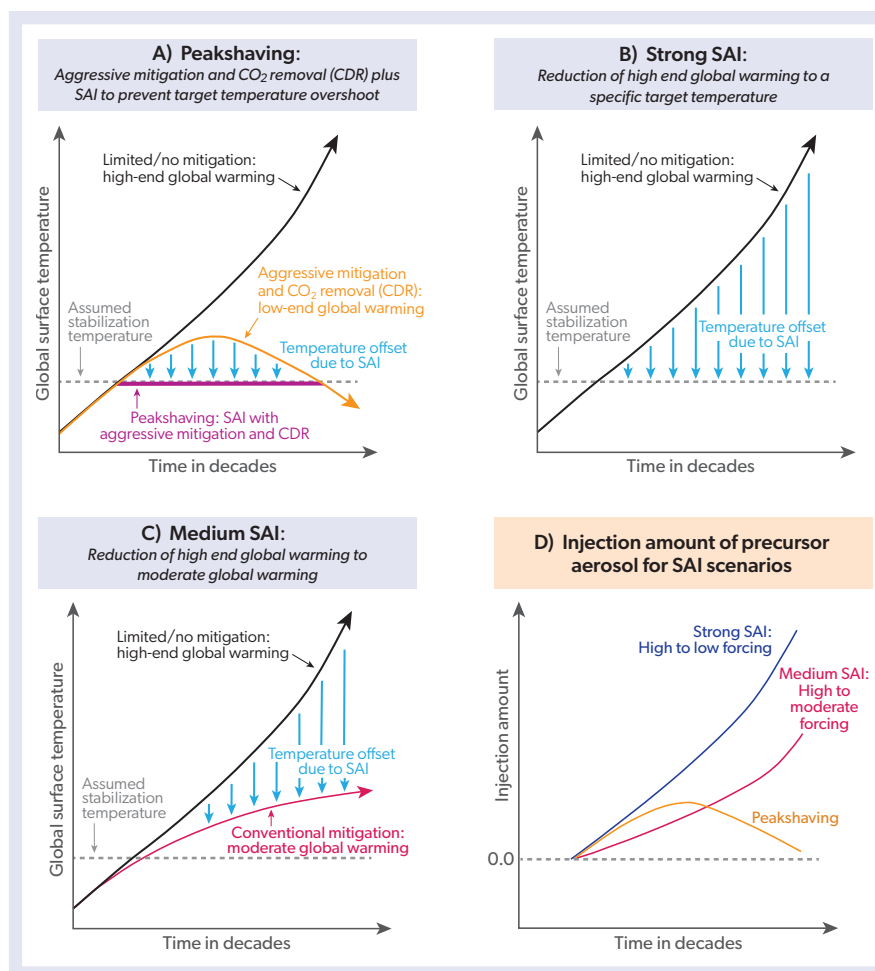 A) Peakshaving:
Aggressive mitigation and CO2 removal (CDR) plus
SAI to prevent target temperature overshoot
Global surface temperature
Limited/no mitigation:
high-end global warming
Aggressive mitigation
and CO2 removal (CDR):
low-end global warming
Assumed
stabilization
temperature
Temperature offset
due to SAI
Peakshaving: SAI with
aggressive mitigation and CDR
Time in decades
B) Strong SAI:
Reduction of high end global warming to a
specific target temperature
Global surface temperature
Limited/no mitigation:
high-end global warming
Assumed
stabilization
temperature
Temperature offset
due to SAI
Time in decades
C) Medium SAI:
Reduction of high end global warming to
moderate global warming
Global surface temperature
Limited/no mitigation:
high-end global warming
Temperature offset
due to SAI
Assumed
stabilization
temperature
Conventional mitigation:
moderate global warming
Time in decades
D) Injection amount of precursor
aerosol for SAI scenarios
Injection amount
Strong SAI:
High to low forcing
Medium SAI:
High to
moderate
forcing
Peakshaving
0.0
Time in decades